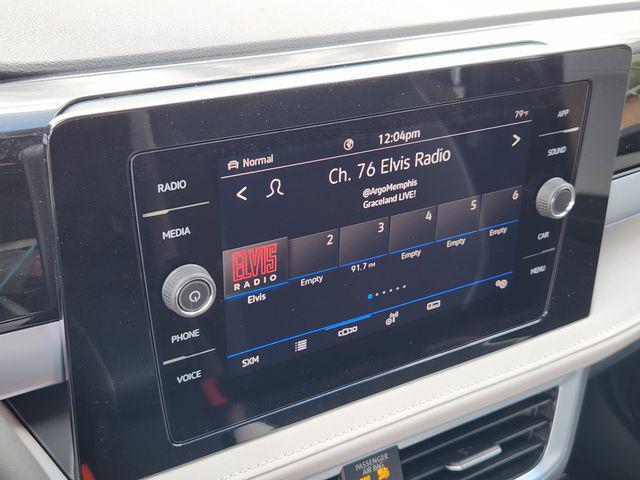 79°F
12:04pm
Normal
Ch. 76 Elvis Radio
@ArgoMemphis
Graceland LIVE!
RADIO
MEDIA
PHONE
VOICE
APP
SOUND
CAR
MENU
ELVIS
RADIO
Elvis
2
Empty
3
91.7 FM
4
Empty
5
Empty
6
Empty
SXM
PASSENGER
AIR BAG